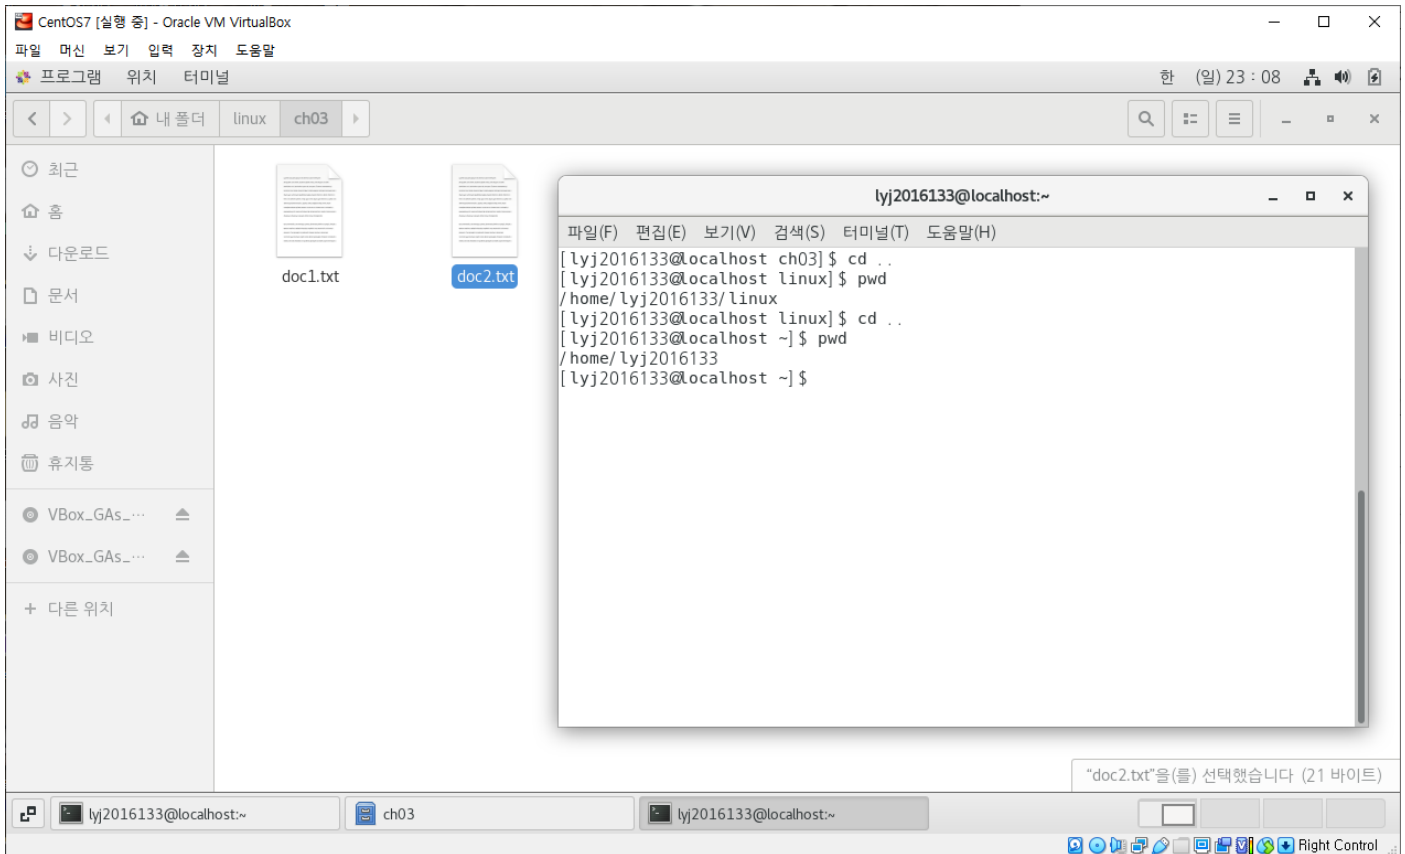 CentOS7 [실행 중] - Oracle VM VirtualBox
파일 머신 보기 입력 장치 도움말
프로그램 위치 터미널 한 (일) 23 : 08
내 폴더 linux ch03
최근
홈
다운로드
문서
비디오
사진
음악
휴지통
VBox_GAs_···
VBox_GAs_···
다른 위치
doc1.txt
doc2.txt
lyj2016133@localhost:~
파일(F) 편집(E) 보기(V) 검색(S) 터미널(T) 도움말(H)
[lyj2016133@localhost ch03]$ cd ..
[lyj2016133@localhost linux]$ pwd
/home/lyj2016133/linux
[lyj2016133@localhost linux]$ cd ..
[lyj2016133@localhost ~]$ pwd
/home/lyj2016133
[lyj2016133@localhost ~]$
“doc2.txt”을(를) 선택했습니다 (21 바이트)
lyj2016133@localhost:~ ch03 lyj2016133@localhost:~
Right Control